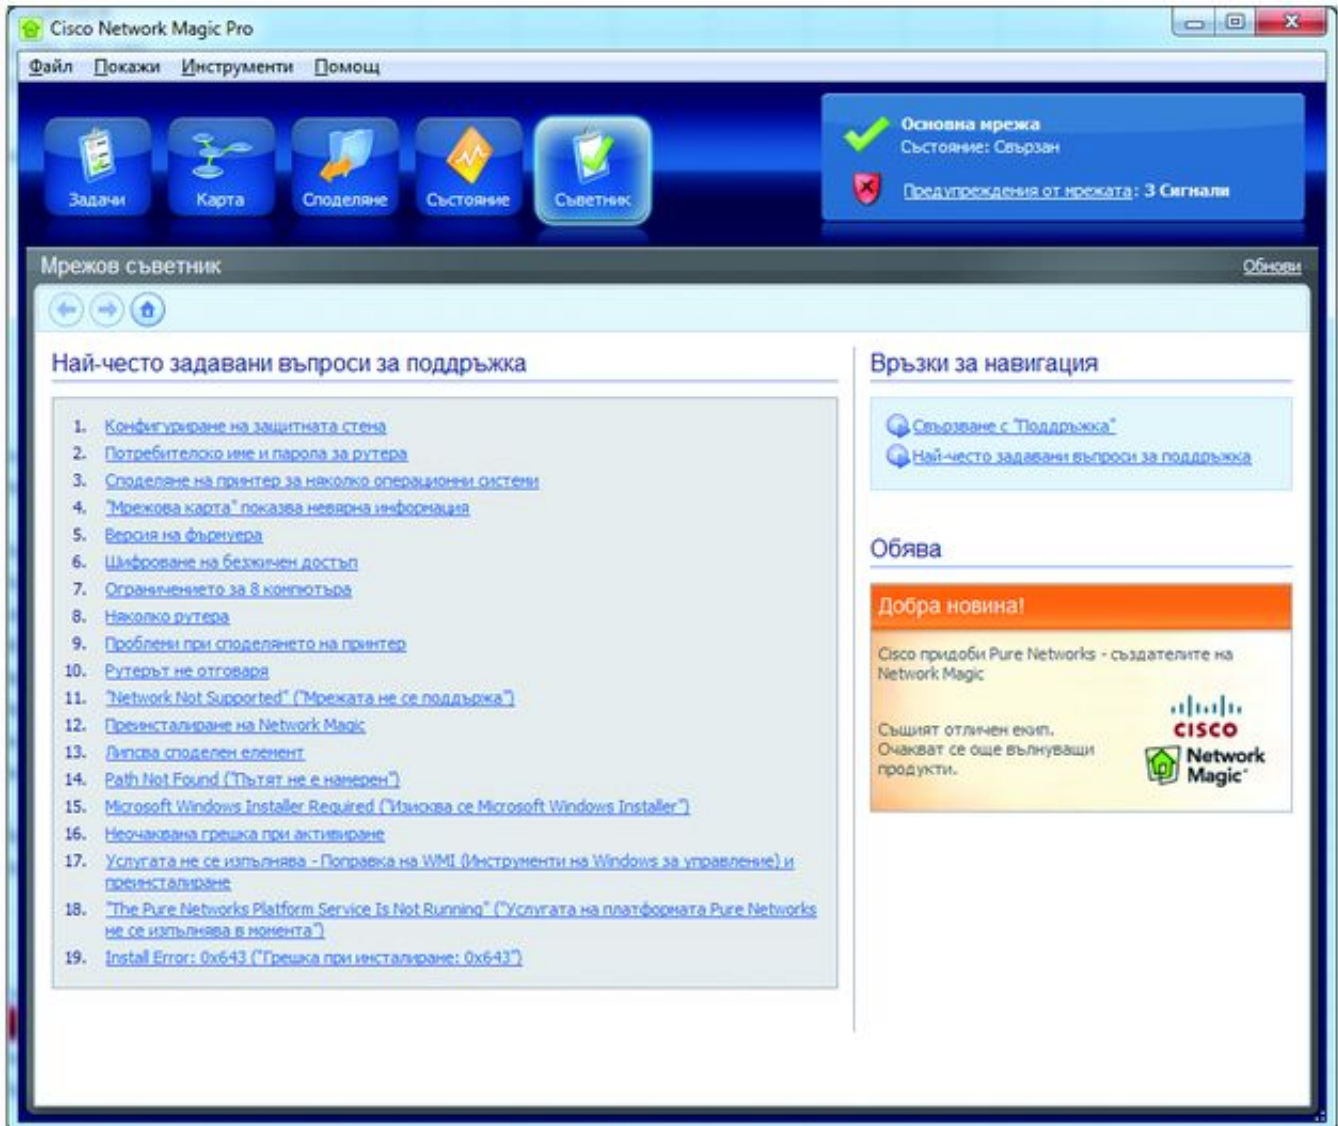 Cisco Network Magic Pro
Файл Покажи Инструменти Помощ
Задачи Карта Споделяне Състояние Съветник
Основна мрежа
Състояние: Свързан
Предупреждения от мрежата: 3 Сигнали
Мрежов съветник
Обнови
Най-често задавани въпроси за поддръжка
1. Конфигуриране на защитната стена
2. Потребителско име и парола за рутера
3. Споделяне на принтер за няколко операционни системи
4. "Мрежова карта" показва невярна информация
5. Версия на фърмуера
6. Шифроване на безжичен достъп
7. Ограничението за 8 компютъра
8. Няколко рутера
9. Проблеми при споделянето на принтер
10. Рутерът не отговаря
11. "Network Not Supported" ("Мрежата не се поддържа")
12. Преинсталиране на Network Magic
13. Липсва споделен елемент
14. Path Not Found ("Пътят не е намерен")
15. Microsoft Windows Installer Required ("Изисква се Microsoft Windows Installer")
16. Неочаквана грешка при активиране
17. Услугата не се изпълнява - Поправка на WMI (Инструменти на Windows за управление) и
преинсталиране
18. "The Pure Networks Platform Service Is Not Running" ("Услугата на платформата Pure Networks
не се изпълнява в момента")
19. Install Error: 0x643 ("Грешка при инсталиране: 0x643")
Връзки за навигация
Свързване с "Поддръжка"
Най-често задавани въпроси за поддръжка
Обява
Добра новина!
Cisco придоби Pure Networks - създателите на
Network Magic
Същият отличен екип.
Очакват се още вълнуващи
продукти.
CISCO
Network
Magic